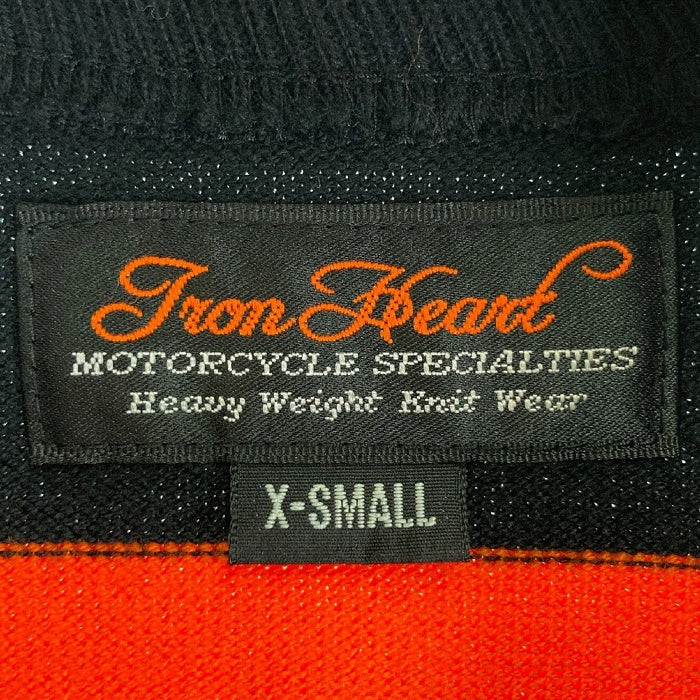 Iron Heart
MOTORCYCLE SPECIALTIES
Heavy Weight Knit Wear
X-SMALL